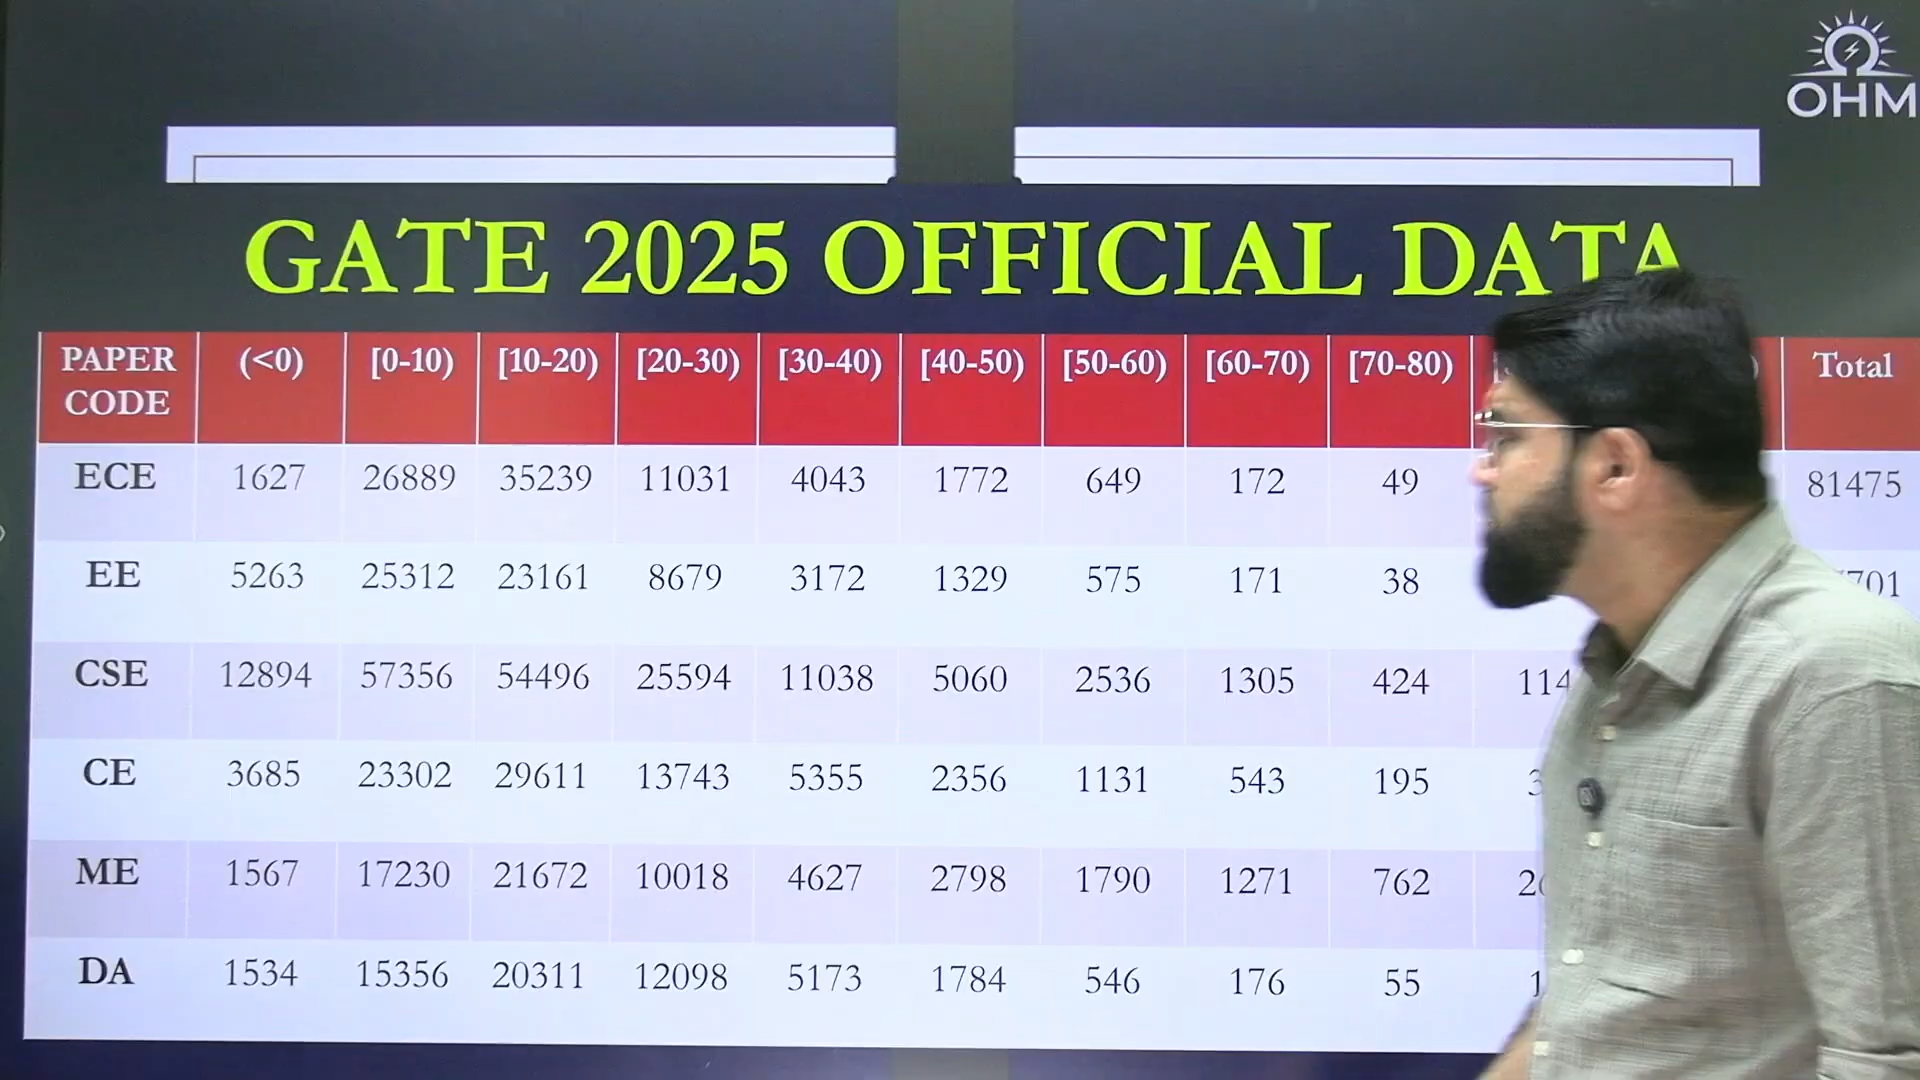 OHM
GATE 2025 OFFICIAL DATA
PAPER CODE (<0) [0-10) [10-20) [20-30) [30-40) [40-50) [50-60) [60-70) [70-80) Total
ECE 1627 26889 35239 11031 4043 1772 649 172 49 81475
EE 5263 25312 23161 8679 3172 1329 575 171 38
CSE 12894 57356 54496 25594 11038 5060 2536 1305 424 114
CE 3685 23302 29611 13743 5355 2356 1131 543 195
ME 1567 17230 21672 10018 4627 2798 1790 1271 762
DA 1534 15356 20311 12098 5173 1784 546 176 55